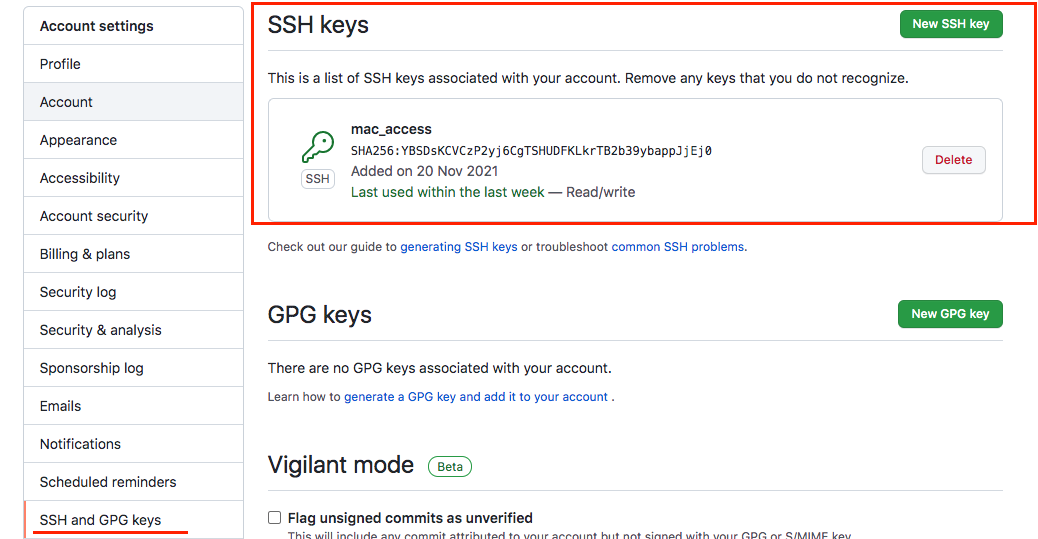 Account settings
Profile
Account
Appearance
Accessibility
Account security
Billing & plans
Security log
Security & analysis
Sponsorship log
Emails
Notifications
Scheduled reminders
SSH and GPG keys
SSH keys
New SSH key
This is a list of SSH keys associated with your account. Remove any keys that you do not recognize.
mac_access
SHA256:YBSDsKCVCzP2yj6CgTSHUDFKLkrTB2b39ybappJjEj0
SSH
Added on 20 Nov 2021
Last used within the last week — Read/write
Delete
Check out our guide to generating SSH keys or troubleshoot common SSH problems.
GPG keys
New GPG key
There are no GPG keys associated with your account.
Learn how to generate a GPG key and add it to your account .
Vigilant mode
Beta
Flag unsigned commits as unverified
This will include any commit attributed to your account but not signed with your GPG or S/MIME key.